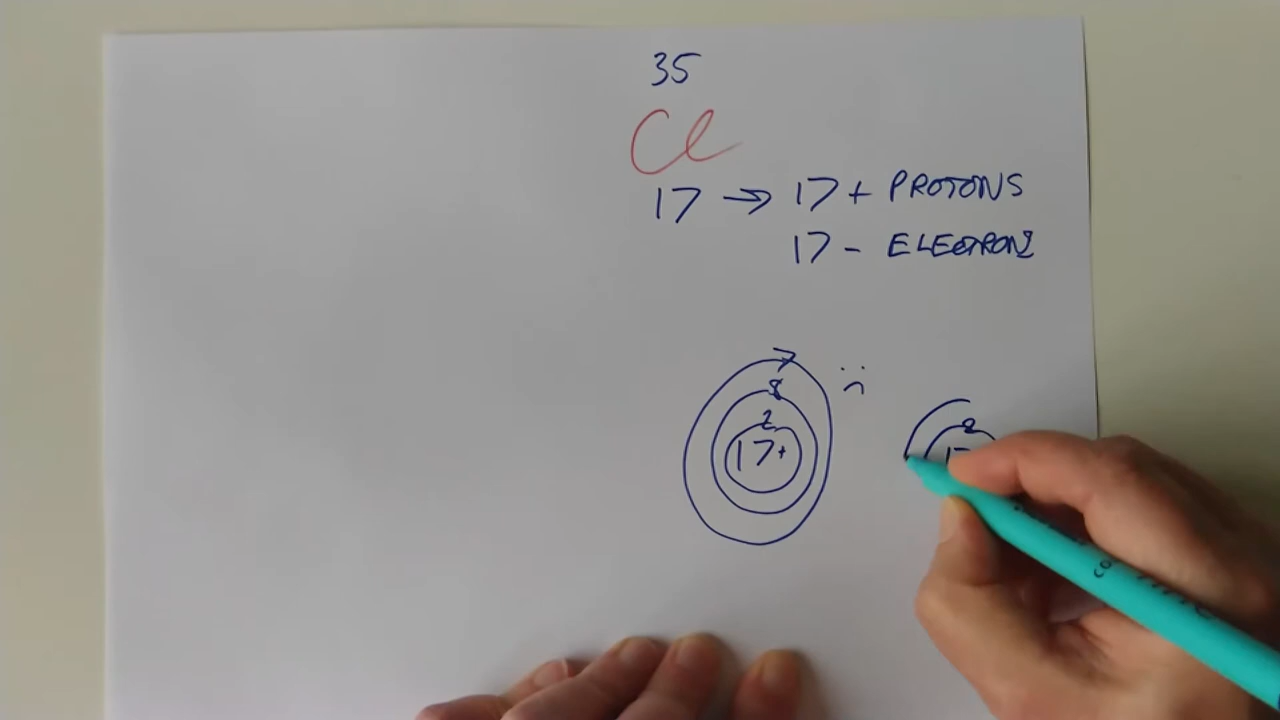 35
Cl
17 → 17 + PROTONS
17 - ELECTRONS
7
8
2
2
17+